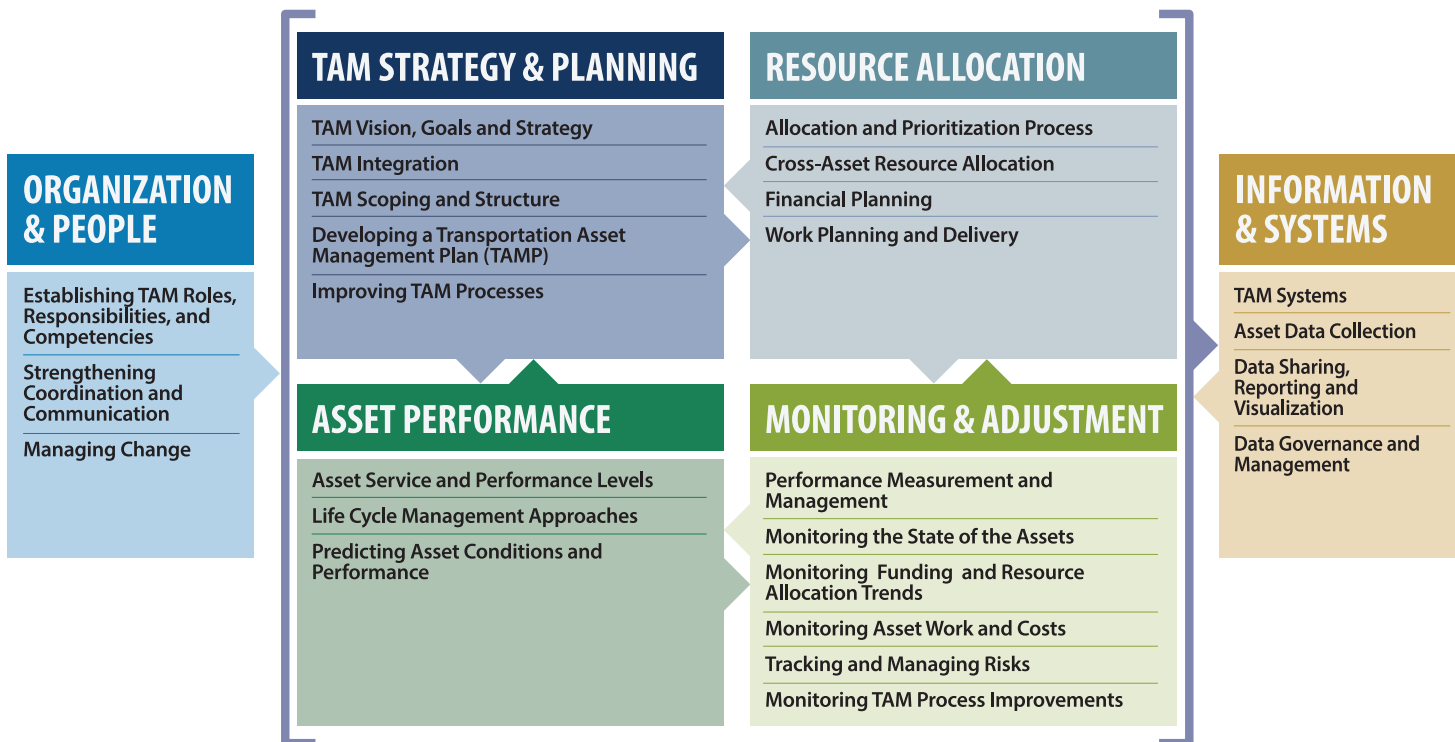 ORGANIZATION
& PEOPLE
Establishing TAM Roles,
Responsibilities, and
Competencies
Strengthening
Coordination and
Communication
Managing Change
TAM STRATEGY & PLANNING
TAM Vision, Goals and Strategy
TAM Integration
TAM Scoping and Structure
Developing a Transportation Asset
Management Plan (TAMP)
Improving TAM Processes
RESOURCE ALLOCATION
Allocation and Prioritization Process
Cross-Asset Resource Allocation
Financial Planning
Work Planning and Delivery
ASSET PERFORMANCE
Asset Service and Performance Levels
Life Cycle Management Approaches
Predicting Asset Conditions and
Performance
MONITORING & ADJUSTMENT
Performance Measurement and
Management
Monitoring the State of the Assets
Monitoring Funding and Resource
Allocation Trends
Monitoring Asset Work and Costs
Tracking and Managing Risks
Monitoring TAM Process Improvements
INFORMATION
& SYSTEMS
TAM Systems
Asset Data Collection
Data Sharing,
Reporting and
Visualization
Data Governance and
Management